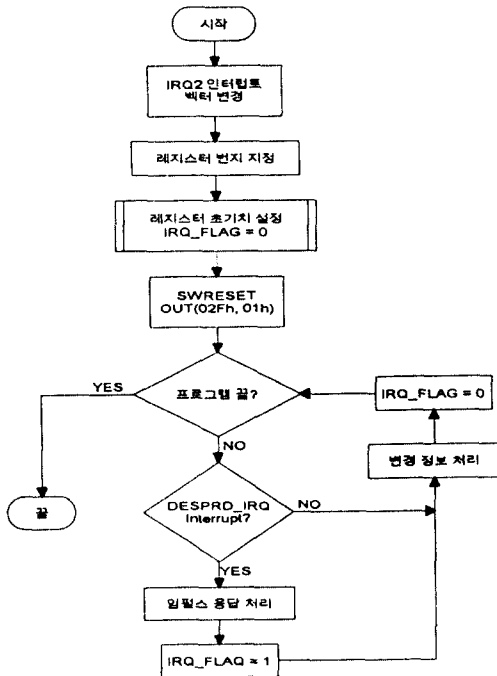 시작
IRQ2 인터럽토
벡터 변경
레지스터 번지 지정
레지스터 초기치 설정
IRQ_FLAG = 0
SWRESET
OUT(02Fh, 01h)
YES
프로그램 끝?
IRQ_FLAG = 0
NO
변경 정보 처리
끝
DESPRD_IRQ
Interrupt?
NO
YES
임펄스 응답 처리
IRQ_FLAG = 1